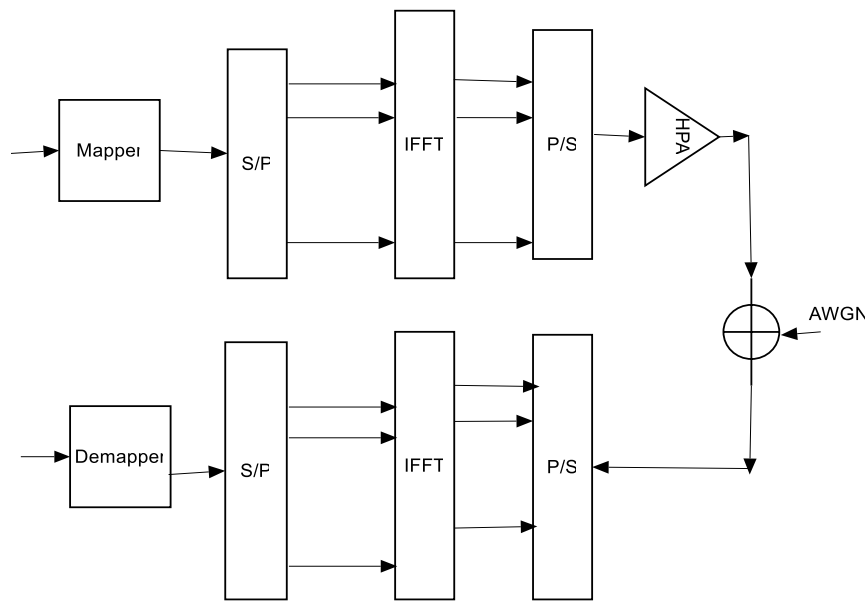 Mapper
S/P
IFFT
P/S
HPA
AWGN
Demapper
S/P
IFFT
P/S